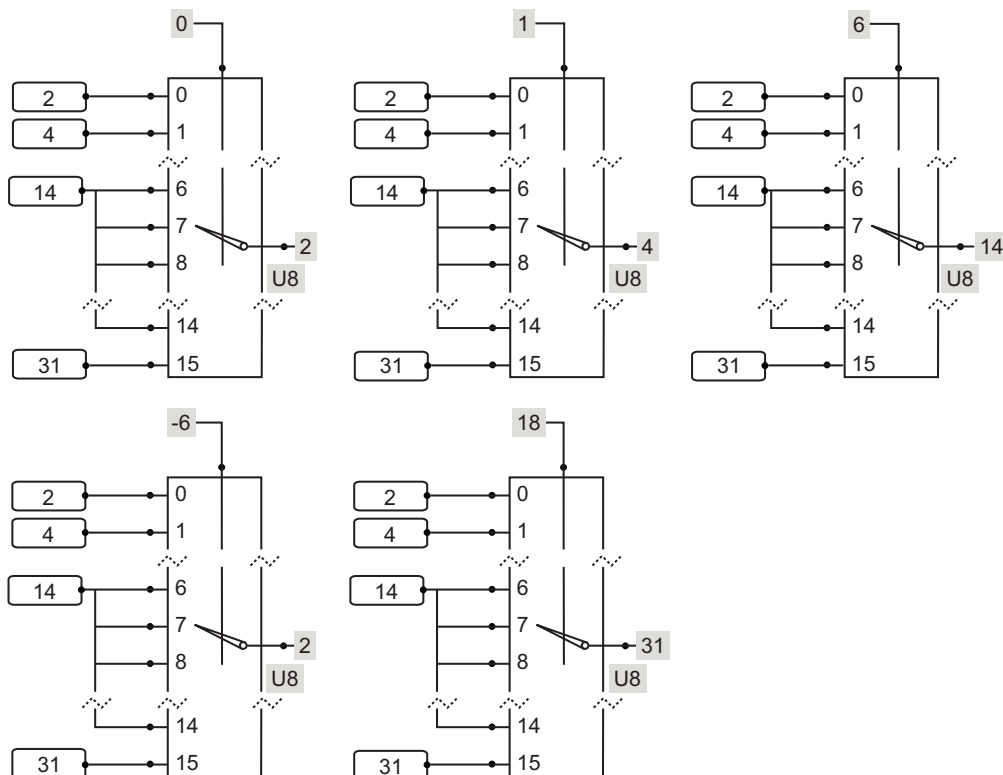 0 1 6
2 0 2 0 2 0
4 1 4 1 4 1
14 6 14 6 14 6
7 7 7
2 4 14
8 8 8
U8 U8 U8
14 14 14
31 15 31 15 31 15
-6 18
2 0 2 0
4 1 4 1
14 6 14 6
7 7
2 31
8 8
U8 U8
14 14
31 15 31 15